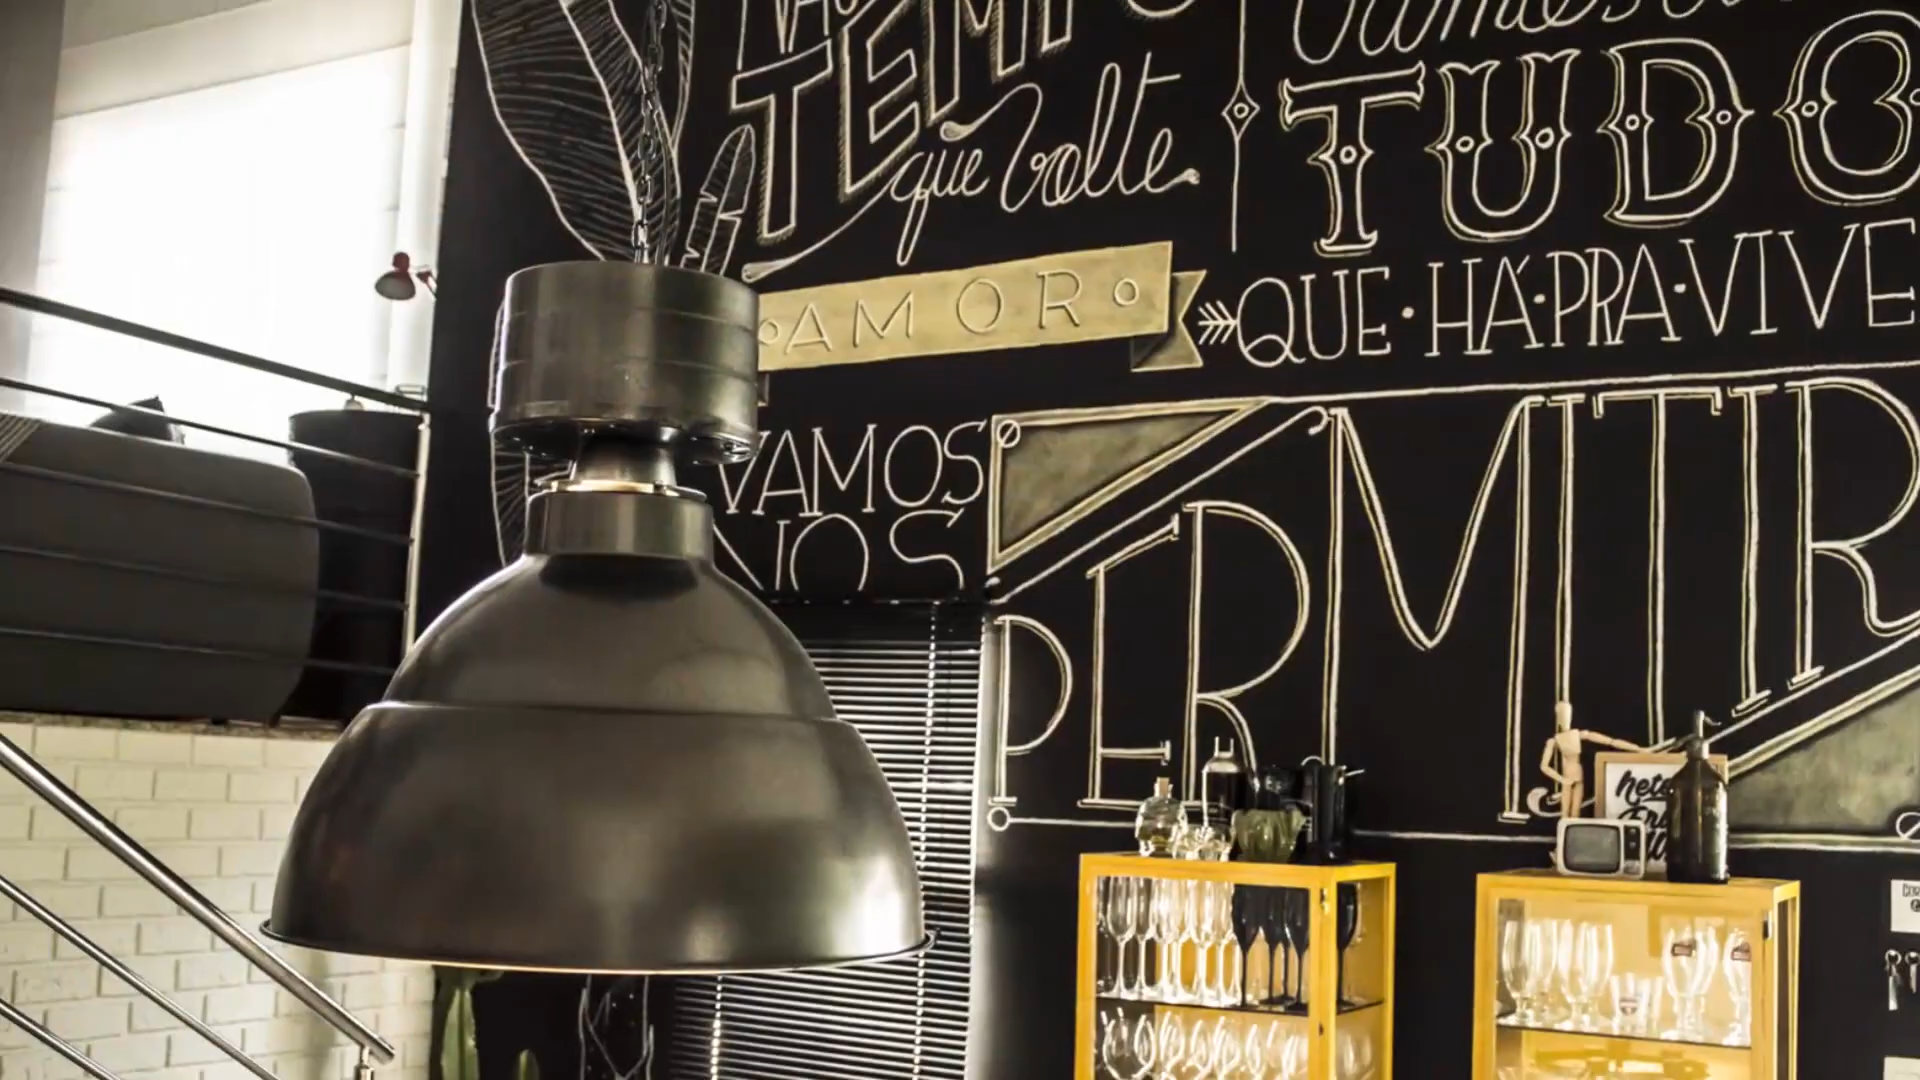 TEMPO
que volte
AMOR
TUDO
QUE·HÁ·PRA·VIVE
VAMOS
NOS
PERMITIR